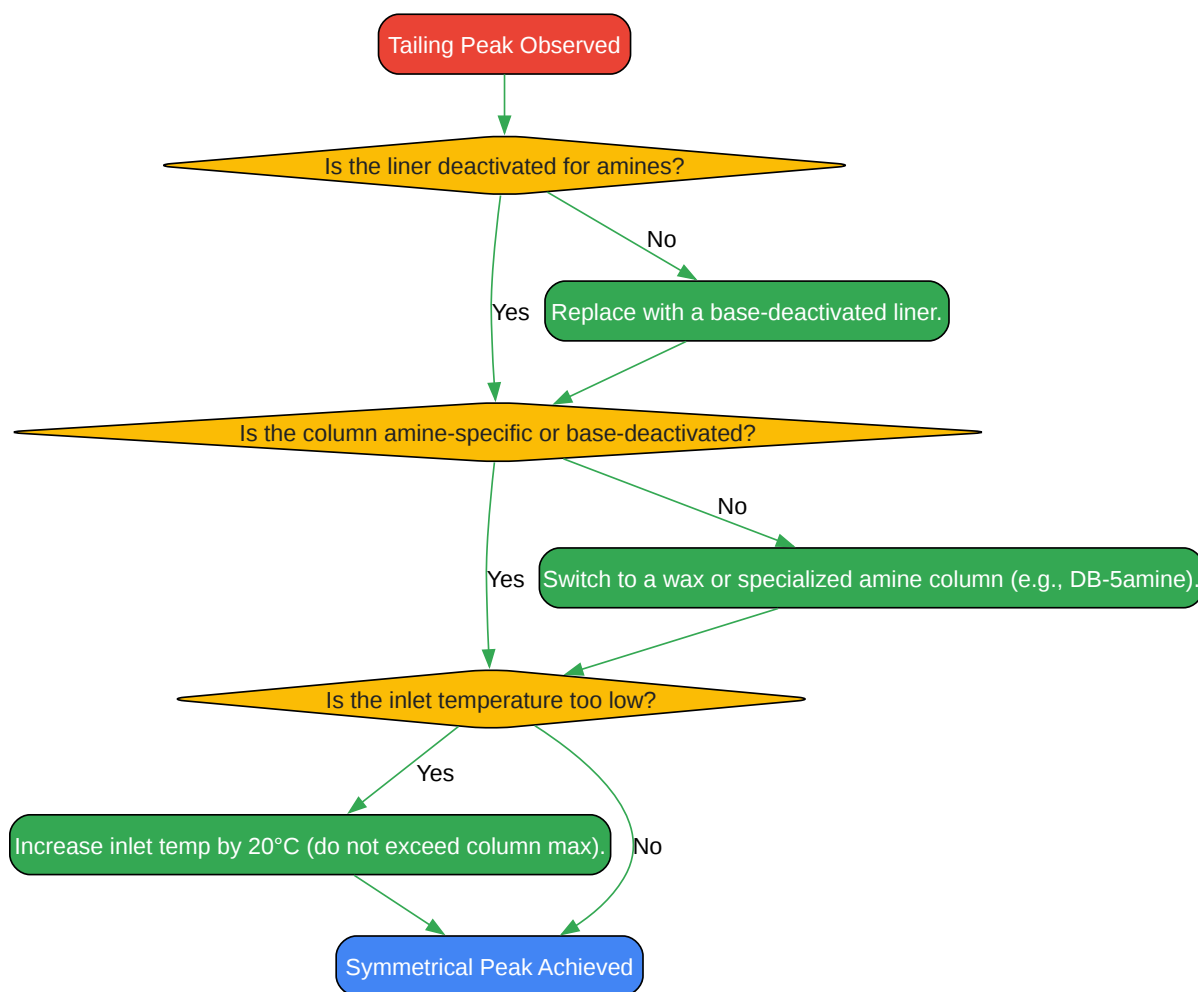 Tailing Peak Observed
Is the liner deactivated for amines?
No
Replace with a base-deactivated liner.
Yes
Is the column amine-specific or base-deactivated?
No
Switch to a wax or specialized amine column (e.g., DB-5amine).
Yes
Is the inlet temperature too low?
Yes
Increase inlet temp by 20°C (do not exceed column max).
No
Symmetrical Peak Achieved